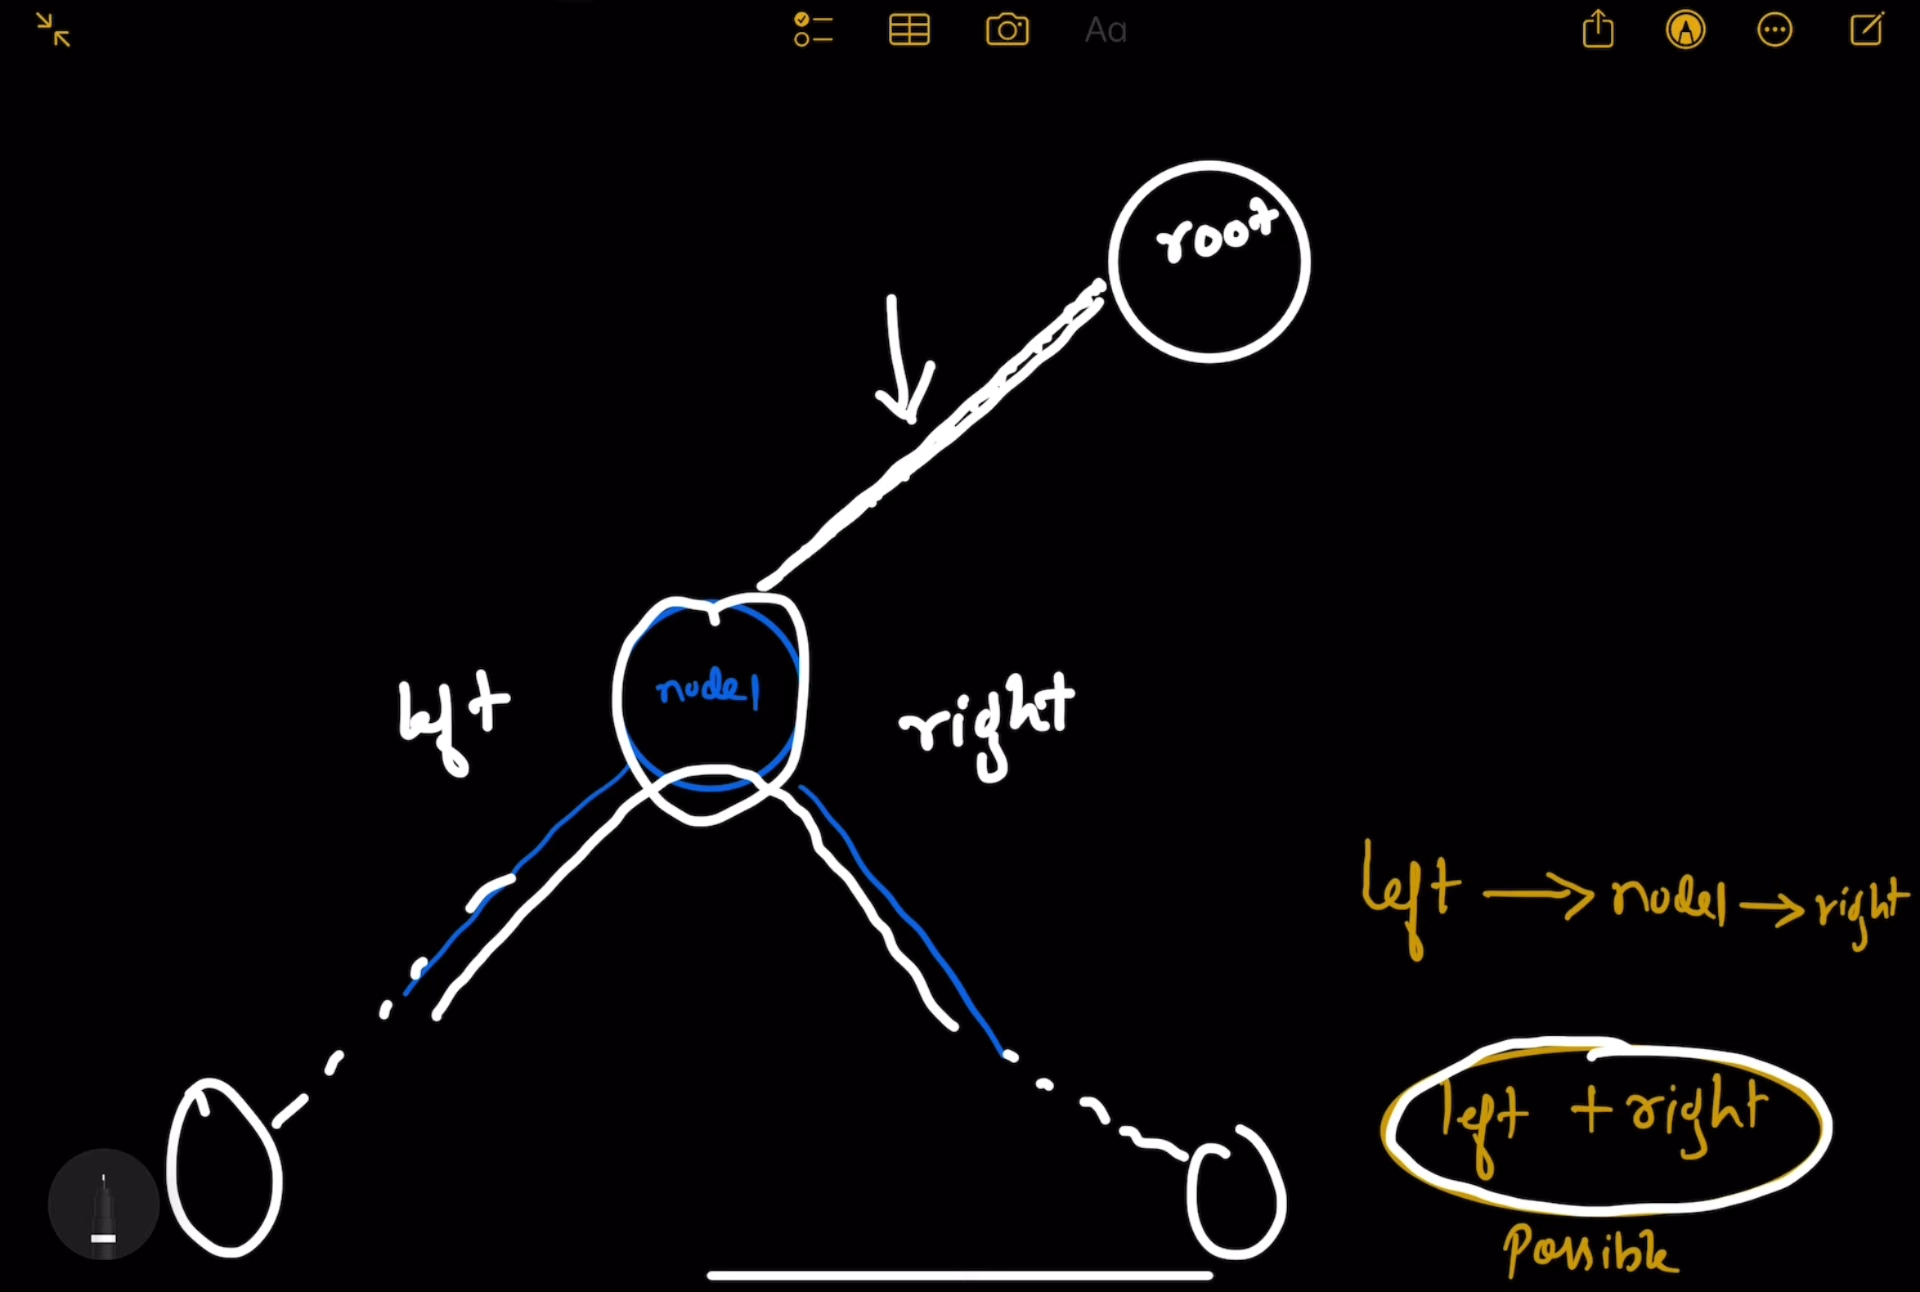 Aa
root
left
node1
right
left → node1 → right
left + right
possible